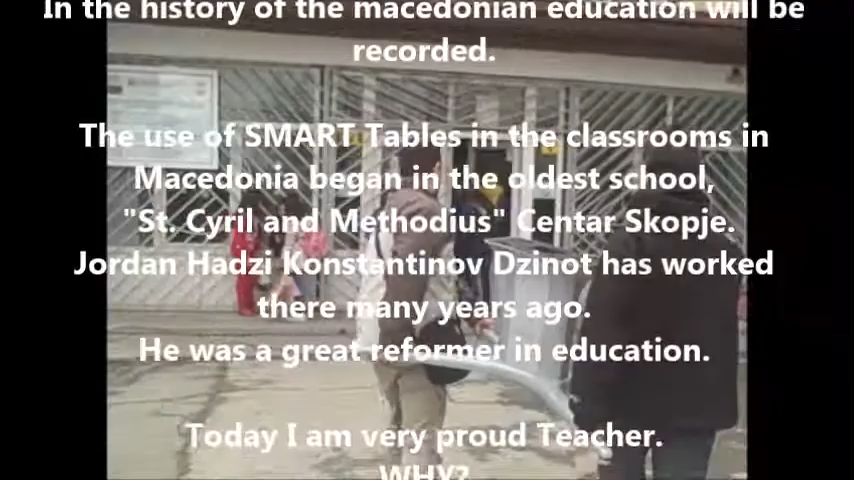 In the history of the macedonian education will be
recorded.
The use of SMART Tables in the classrooms in
Macedonia began in the oldest school,
"St. Cyril and Methodius" Centar Skopje.
Jordan Hadzi Konstantinov Dzinot has worked
there many years ago.
He was a great reformer in education.
Today I am very proud Teacher.
WHY?